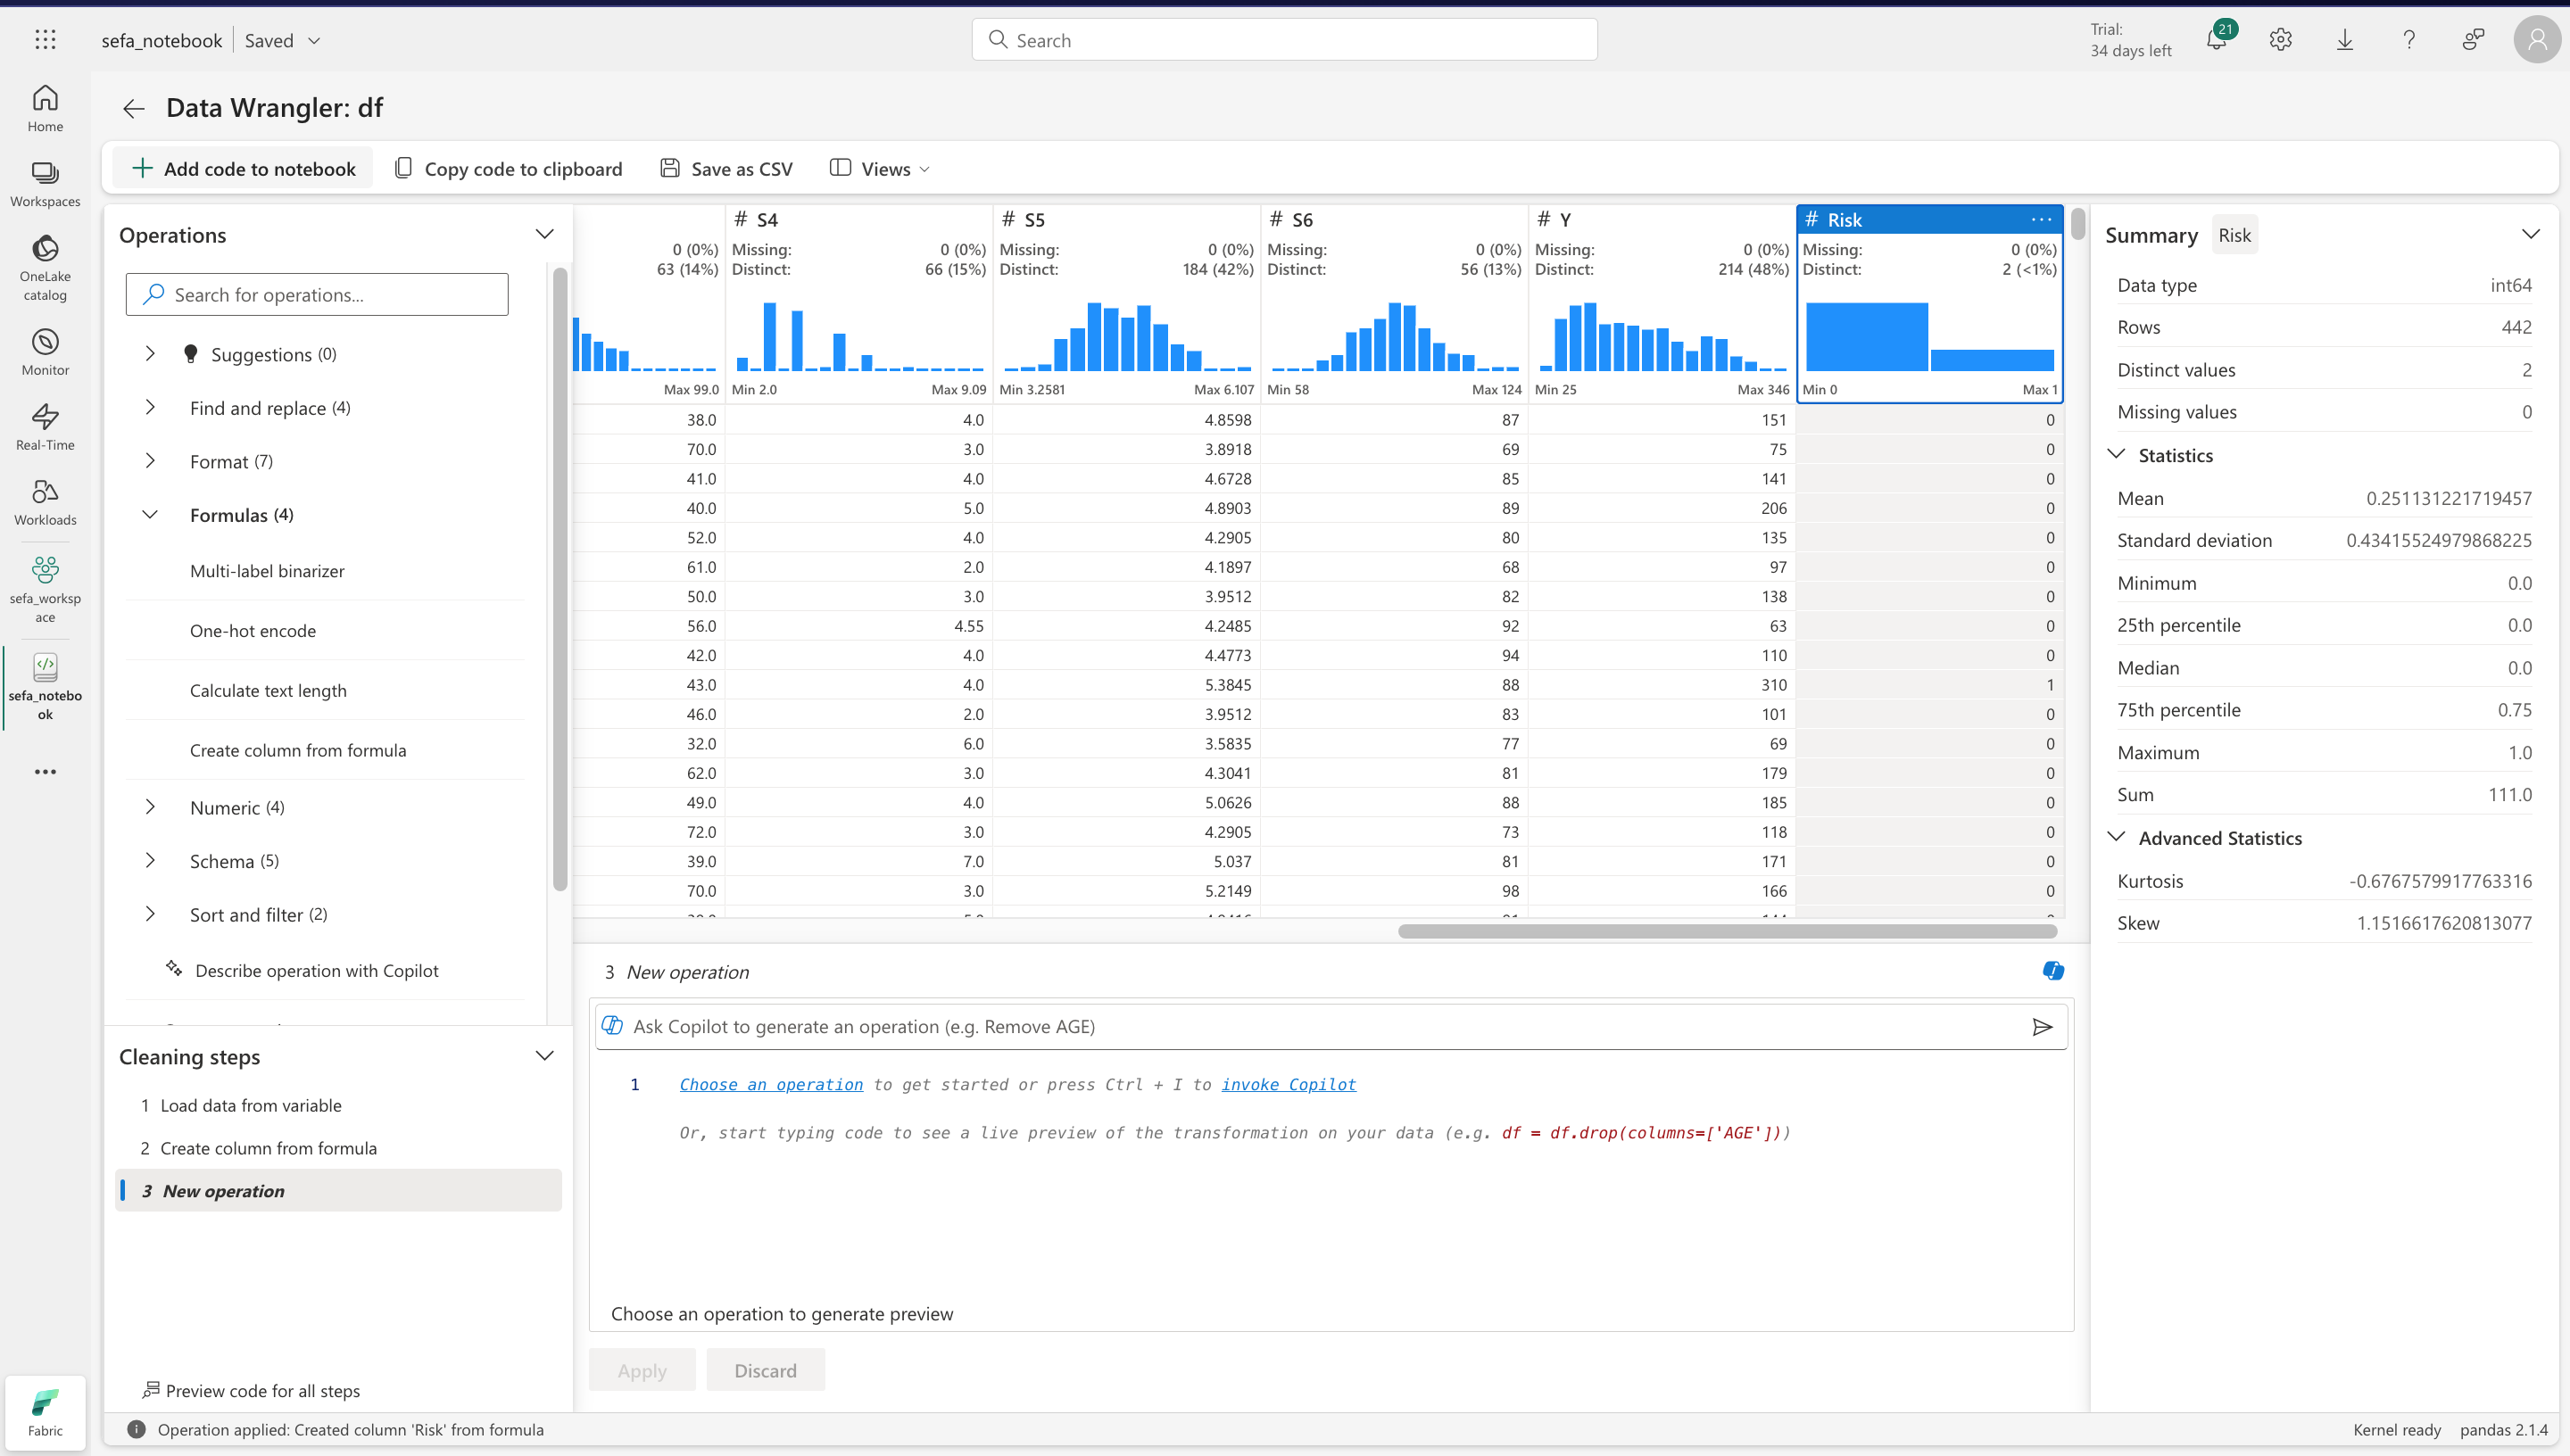 sefa_notebook
Saved
Search
Trial:
34 days left
21
Home
Workspaces
OneLake
catalog
Monitor
Real-Time
Workloads
sefa_worksp
ace
sefa_notebo
ok
Fabric
Data Wrangler: df
Add code to notebook
Copy code to clipboard
Save as CSV
Views
Operations
Search for operations...
Suggestions (0)
Find and replace (4)
Format (7)
Formulas (4)
Multi-label binarizer
One-hot encode
Calculate text length
Create column from formula
Numeric (4)
Schema (5)
Sort and filter (2)
Describe operation with Copilot
Cleaning steps
1 Load data from variable
2 Create column from formula
3 New operation
Preview code for all steps
# S4 # S5 # S6 # Y # Risk ...
0 (0%) Missing: 0 (0%) Missing: 0 (0%) Missing: 0 (0%) Missing: 0 (0%) Missing: 0 (0%)
63 (14%) Distinct: 66 (15%) Distinct: 184 (42%) Distinct: 56 (13%) Distinct: 214 (48%) Distinct: 2 (<1%)
Max 99.0 Min 2.0 Max 9.09 Min 3.2581 Max 6.107 Min 58 Max 124 Min 25 Max 346 Min 0 Max 1
38.0 4.0 4.8598 87 151 0
70.0 3.0 3.8918 69 75 0
41.0 4.0 4.6728 85 141 0
40.0 5.0 4.8903 89 206 0
52.0 4.0 4.2905 80 135 0
61.0 2.0 4.1897 68 97 0
50.0 3.0 3.9512 82 138 0
56.0 4.55 4.2485 92 63 0
42.0 4.0 4.4773 94 110 0
43.0 4.0 5.3845 88 310 1
46.0 2.0 3.9512 83 101 0
32.0 6.0 3.5835 77 69 0
62.0 3.0 4.3041 81 179 0
49.0 4.0 5.0626 88 185 0
72.0 3.0 4.2905 73 118 0
39.0 7.0 5.037 81 171 0
70.0 3.0 5.2149 98 166 0
3 New operation
Ask Copilot to generate an operation (e.g. Remove AGE)
1 Choose an operation to get started or press Ctrl + I to invoke Copilot
Or, start typing code to see a live preview of the transformation on your data (e.g. df = df.drop(columns=['AGE']))
Choose an operation to generate preview
Apply
Discard
Summary Risk
Data type int64
Rows 442
Distinct values 2
Missing values 0
Statistics
Mean 0.251131221719457
Standard deviation 0.43415524979868225
Minimum 0.0
25th percentile 0.0
Median 0.0
75th percentile 0.75
Maximum 1.0
Sum 111.0
Advanced Statistics
Kurtosis -0.6767579917763316
Skew 1.1516617620813077
Operation applied: Created column 'Risk' from formula
Kernel ready
pandas 2.1.4